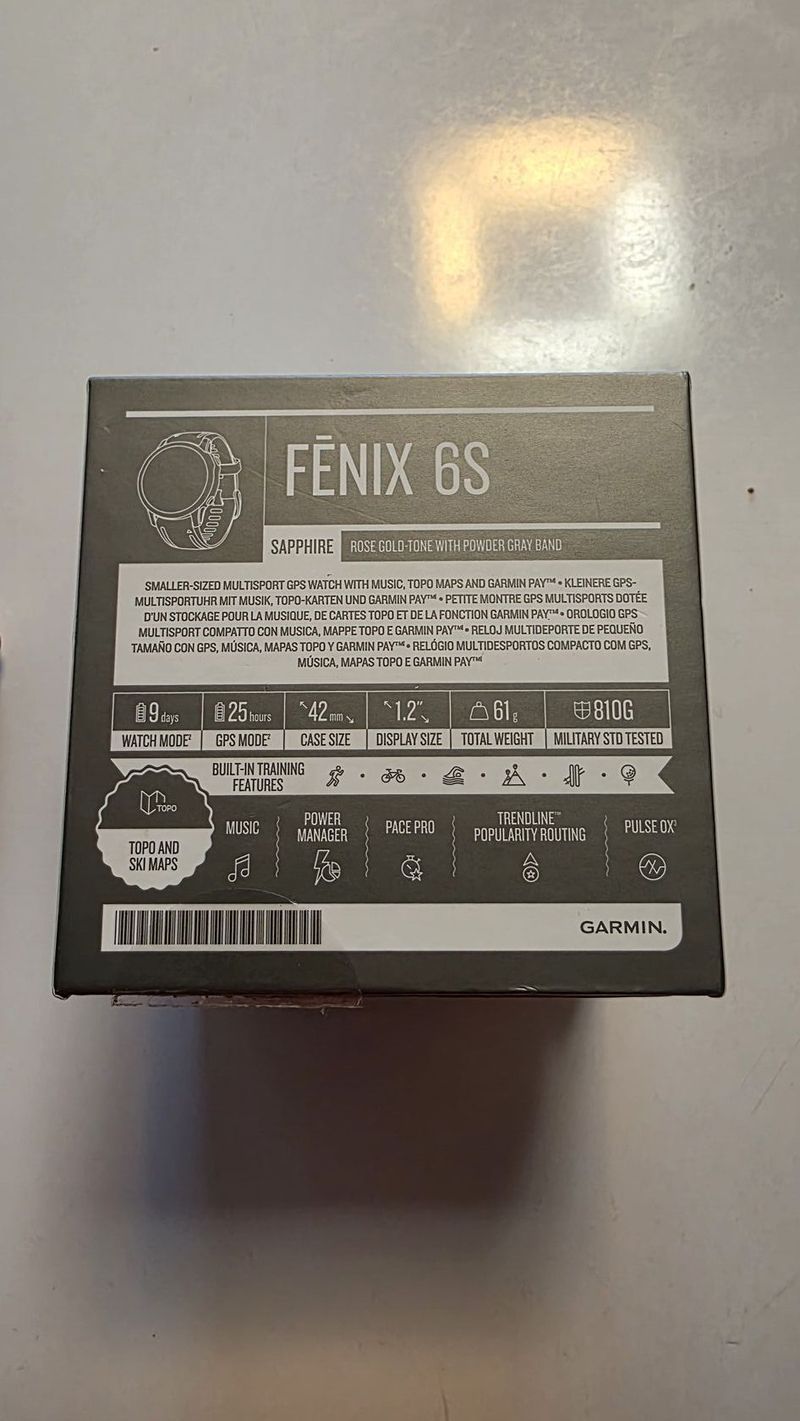 FĒNIX 6S
SAPPHIRE ROSE GOLD-TONE WITH POWDER GRAY BAND
SMALLER-SIZED MULTISPORT GPS WATCH WITH MUSIC, TOPO MAPS AND GARMIN PAY™ • KLEINERE GPS-
MULTISPORTUHR MIT MUSIK, TOPO-KARTEN UND GARMIN PAY™ • PETITE MONTRE GPS MULTISPORTS DOTÉE
D'UN STOCKAGE POUR LA MUSIQUE, DE CARTES TOPO ET DE LA FONCTION GARMIN PAY™ • OROLOGIO GPS
MULTISPORT COMPATTO CON MUSICA, MAPPE TOPO E GARMIN PAY™ • RELOJ MULTIDEPORTE DE PEQUEÑO
TAMAÑO CON GPS, MÚSICA, MAPAS TOPO Y GARMIN PAY™ • RELÓGIO MULTIDESPORTOS COMPACTO COM GPS,
MÚSICA, MAPAS TOPO E GARMIN PAY™
9 days 25 hours 42 mm 1.2″ 61 g 810G
WATCH MODE² GPS MODE² CASE SIZE DISPLAY SIZE TOTAL WEIGHT MILITARY STD TESTED
BUILT-IN TRAINING
FEATURES
TOPO
TOPO AND
SKI MAPS
MUSIC
POWER
MANAGER
PACE PRO
TRENDLINE™
POPULARITY ROUTING
PULSE OX³
GARMIN.